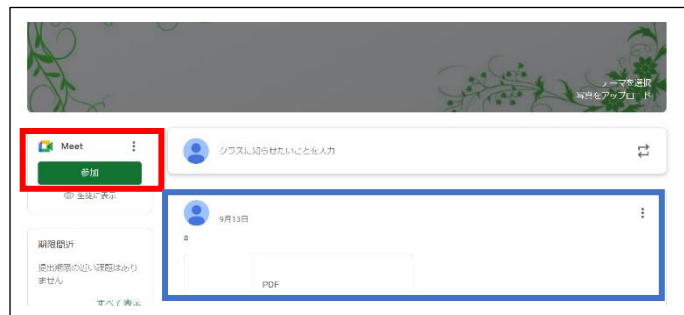 テーマを選択
写真をアップロード
Meet
参加
生徒に表示
クラスに知らせたいことを入力
9月13日
a
期限間近
提出期限の近い課題はあり
ません
すべて表示
PDF